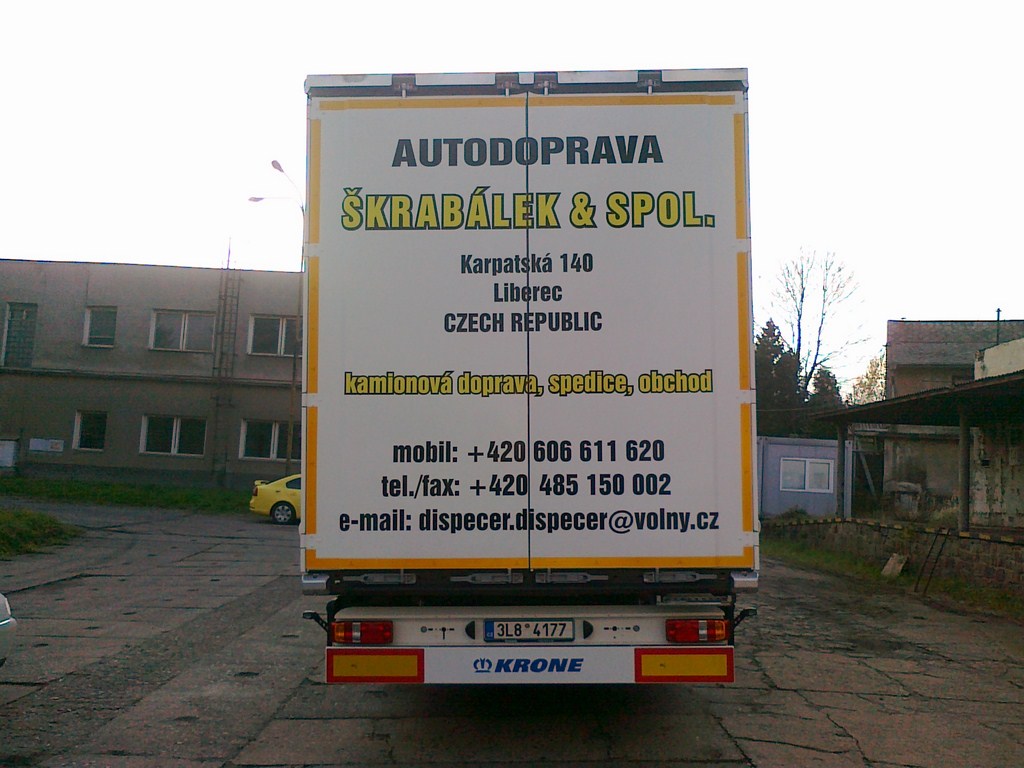 AUTODOPRAVA
ŠKRABÁLEK & SPOL.
Karpatská 140
Liberec
CZECH REPUBLIC
kamionová doprava, spedice, obchod
mobil: +420 606 611 620
tel./fax: +420 485 150 002
e-mail: dispecer.dispecer@volny.cz
3L8 4177
KRONE